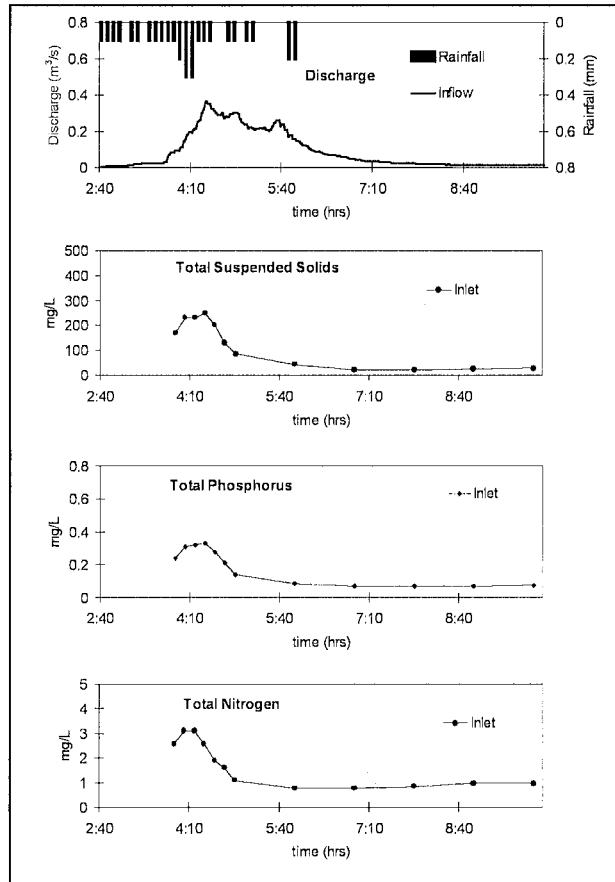 0.8
0.6
0.4
0.2
0
Discharge (m³/s)
0
0.2
0.4
0.6
0.8
Rainfall (mm)
Discharge
Rainfall
Inflow
2:40 4:10 5:40 7:10 8:40
time (hrs)
500
400
300
200
100
0
mg/L
Total Suspended Solids
Inlet
2:40 4:10 5:40 7:10 8:40
time (hrs)
0.8
0.6
0.4
0.2
0
mg/L
Total Phosphorus
Inlet
2:40 4:10 5:40 7:10 8:40
time (hrs)
5
4
3
2
1
0
mg/L
Total Nitrogen
Inlet
2:40 4:10 5:40 7:10 8:40
time (hrs)